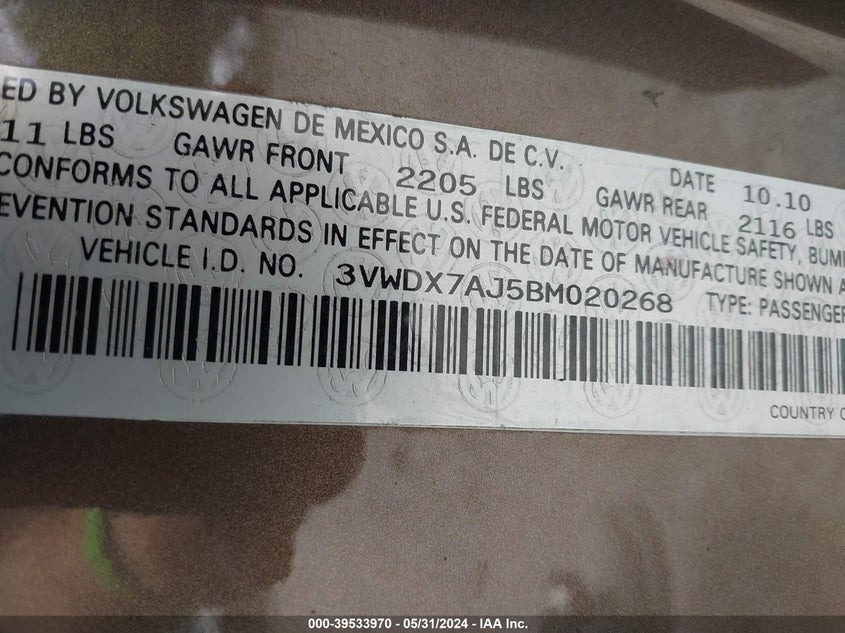 ED BY VOLKSWAGEN DE MEXICO S.A. DE C.V. DATE 10.10
11 LBS GAWR FRONT 2205 LBS GAWR REAR 2116 LBS
CONFORMS TO ALL APPLICABLE U.S. FEDERAL MOTOR VEHICLE SAFETY, BUM
EVENTION STANDARDS IN EFFECT ON THE DATE OF MANUFACTURE SHOWN A
VEHICLE I.D. NO. 3VWDX7AJ5BM020268 TYPE: PASSENGER
COUNTRY O
000-39533970 - 05/31/2024 - IAA Inc.